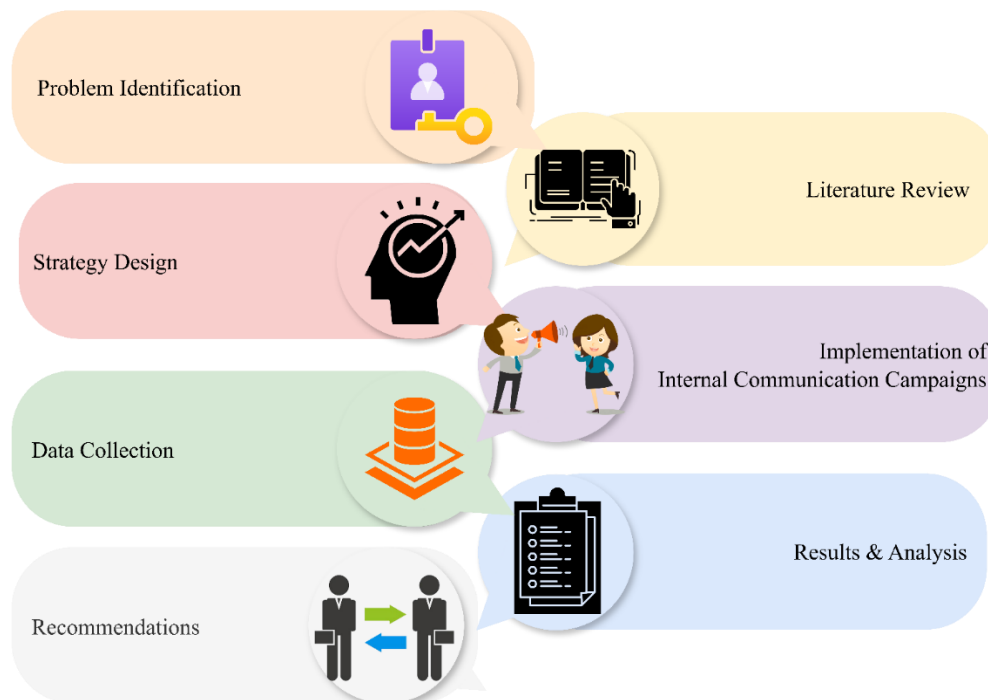 Problem Identification
Literature Review
Strategy Design
Implementation of
Internal Communication Campaigns
Data Collection
Results & Analysis
Recommendations